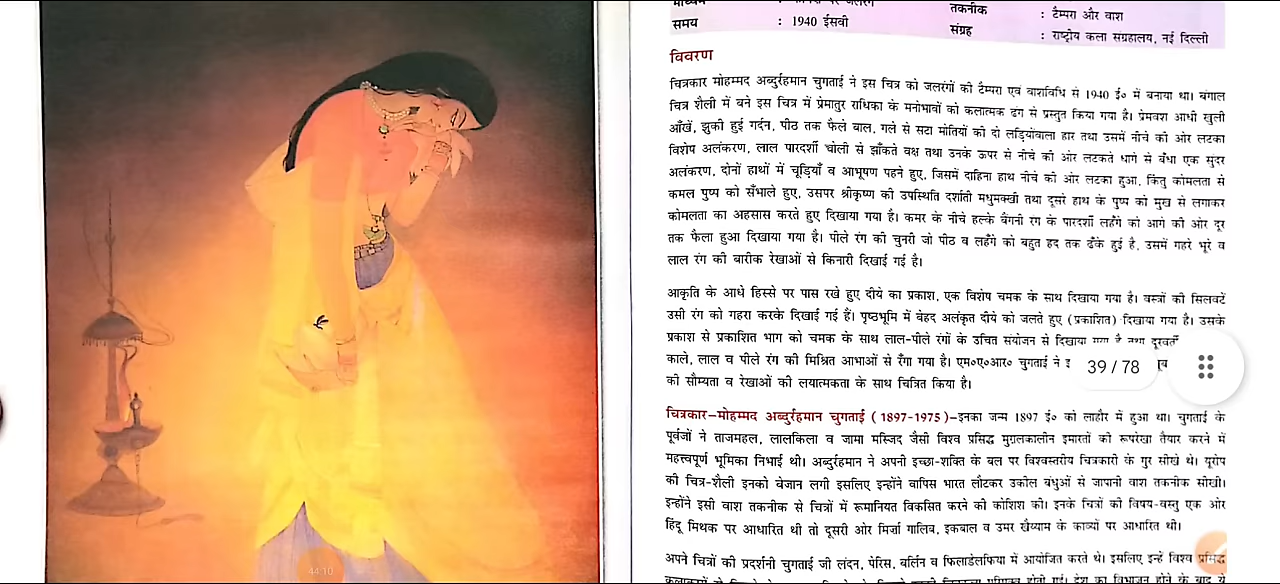 समय : 1940 ईसवी
तकनीक : टैम्परा और वाश
संग्रह : राष्ट्रीय कला संग्रहालय, नई दिल्ली
विवरण
चित्रकार मोहम्मद अब्दुर्रहमान चुगताई ने इस चित्र को जलरंगों की टैम्परा एवं वाशविधि से 1940 ई० में बनाया था। बंगाल
चित्र शैली में बने इस चित्र में प्रेमातुर राधिका के मनोभावों को कलात्मक ढंग से प्रस्तुत किया गया है। प्रेमवश आधी खुली
आँखें, झुकी हुई गर्दन, पीठ तक फैले बाल, गले से सटा मोतियों की दो लड़ियोंवाला हार तथा उसमें नीचे की ओर लटका
विशेष अलंकरण, लाल पारदर्शी चोली से झाँकते वक्ष तथा उनके ऊपर से नीचे की ओर लटकते धागे से बँधा एक सुंदर
अलंकरण, दोनों हाथों में चूड़ियाँ व आभूषण पहने हुए, जिसमें दाहिना हाथ नीचे की ओर लटका हुआ, किंतु कोमलता से
कमल पुष्प को सँभाले हुए, उसपर श्रीकृष्ण की उपस्थिति दर्शाती मधुमक्खी तथा दूसरे हाथ के पुष्प को मुख से लगाकर
कोमलता का अहसास करते हुए दिखाया गया है। कमर के नीचे हल्के बैंगनी रंग के पारदर्शी लहँगे को आगे की ओर दूर
तक फैला हुआ दिखाया गया है। पीले रंग की चुनरी जो पीठ व लहँगे को बहुत हद तक ढँके हुई है, उसमें गहरे भूरे व
लाल रंग की बारीक रेखाओं से किनारी दिखाई गई है।
आकृति के आधे हिस्से पर पास रखे हुए दीये का प्रकाश, एक विशेष चमक के साथ दिखाया गया है। वस्त्रों की सिलवटें
उसी रंग को गहरा करके दिखाई गई हैं। पृष्ठभूमि में बेहद अलंकृत दीये को जलते हुए (प्रकाशित) दिखाया गया है। उसके
प्रकाश से प्रकाशित भाग को चमक के साथ लाल-पीले रंगों के उचित संयोजन से दिखाया गया है तथा
काले, लाल व पीले रंग की मिश्रित आभाओं से रँगा गया है। एम०ए०आर० चुगताई ने
की सौम्यता व रेखाओं की लयात्मकता के साथ चित्रित किया है।
39 / 78
चित्रकार–मोहम्मद अब्दुर्रहमान चुगताई (1897-1975)–इनका जन्म 1897 ई० को लाहौर में हुआ था। चुगताई के
पूर्वजों ने ताजमहल, लालकिला व जामा मस्जिद जैसी विश्व प्रसिद्ध मुग़लकालीन इमारतों की रूपरेखा तैयार करने में
महत्त्वपूर्ण भूमिका निभाई थी। अब्दुर्रहमान ने अपनी इच्छा-शक्ति के बल पर विश्वस्तरीय चित्रकारी के गुर सीखे थे। यूरोप
की चित्र-शैली इनको बेजान लगी इसलिए इन्होंने वापिस भारत लौटकर उकील बंधुओं से जापानी वाश तकनीक सीखी।
इन्होंने इसी वाश तकनीक से चित्रों में रूमानियत विकसित करने की कोशिश की। इनके चित्रों की विषय-वस्तु एक ओर
हिंदू मिथक पर आधारित थी तो दूसरी ओर मिर्जा गालिब, इकबाल व उमर खैय्याम के काव्यों पर आधारित थी।
अपने चित्रों की प्रदर्शनी चुगताई जी लंदन, पेरिस, बर्लिन व फिलाडेलफिया में आयोजित करते थे। इसलिए इन्हें विश्व प्रसिद्ध
44:10